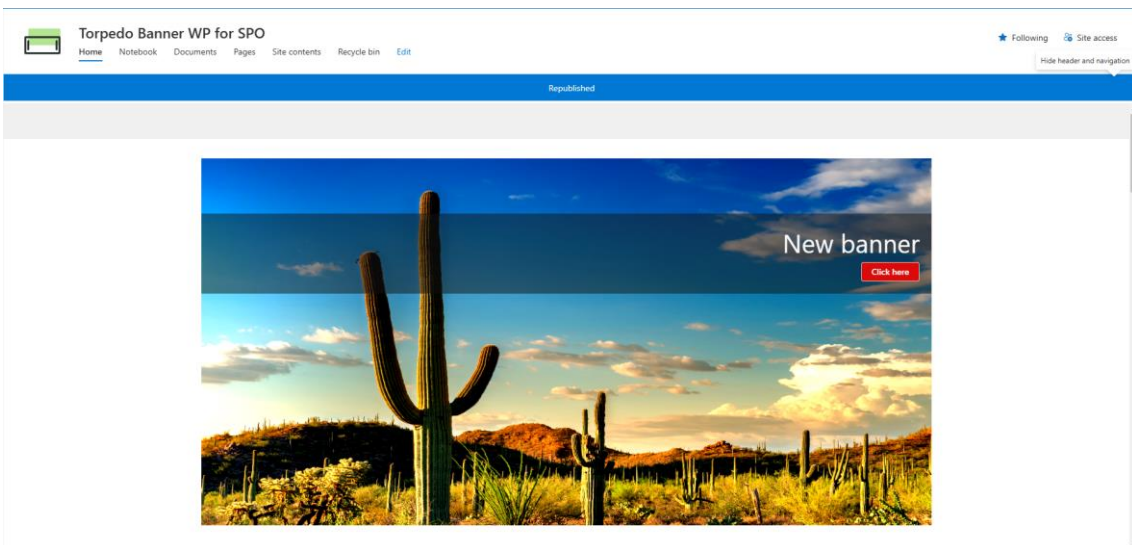 Torpedo Banner WP for SPO
Home Notebook Documents Pages Site contents Recycle bin Edit
Following Site access
Hide header and navigation
Republished
New banner
Click here